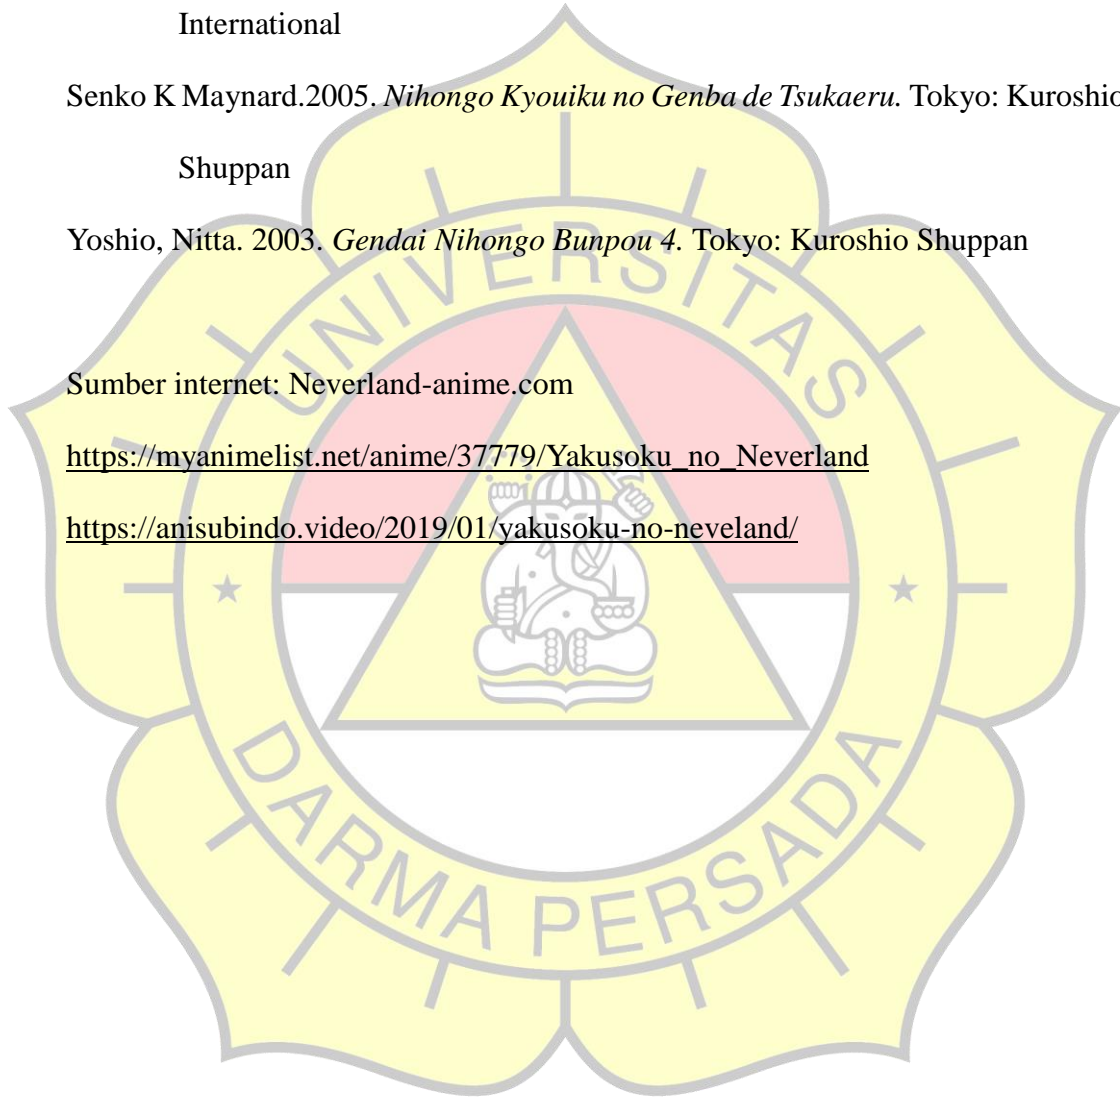 International
Senko K Maynard.2005. Nihongo Kyouiku no Genba de Tsukaeru. Tokyo: Kuroshio
Shuppan
Yoshio, Nitta. 2003. Gendai Nihongo Bunpou 4. Tokyo: Kuroshio Shuppan
Sumber internet: Neverland-anime.com
https://myanimelist.net/anime/37779/Yakusoku_no_Neverland
https://anisubindo.video/2019/01/yakusoku-no-neveland/
UNIVERSITAS
DARMA PERSADA